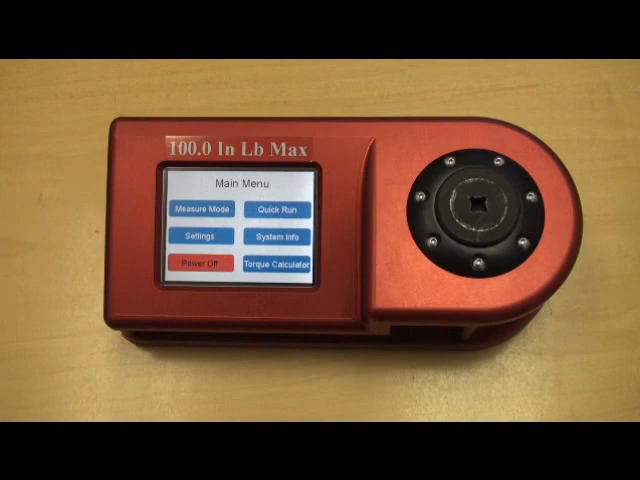 100.0 In Lb Max
Main Menu
Measure Mode Quick Run
Settings System Info
Power Off Torque Calculator